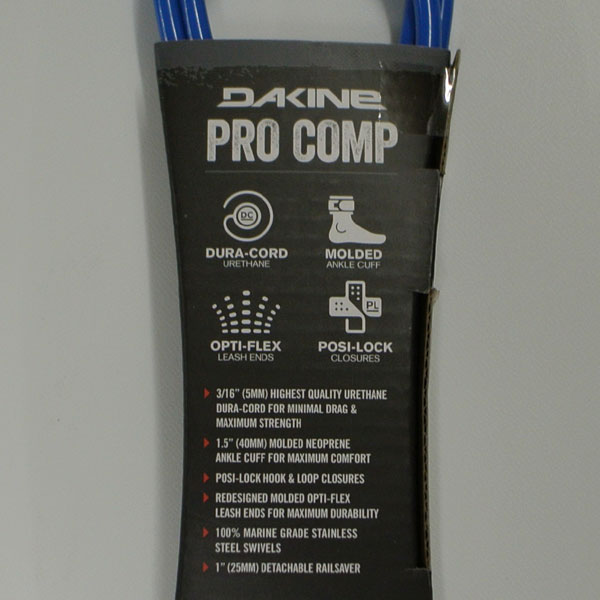 DAKINE
PRO COMP
DC
DURA-CORD
URETHANE
MOLDED
ANKLE CUFF
PL
OPTI-FLEX
LEASH ENDS
POSI-LOCK
CLOSURES
3/16" (5MM) HIGHEST QUALITY URETHANE
DURA-CORD FOR MINIMAL DRAG &
MAXIMUM STRENGTH
1.5" (40MM) MOLDED NEOPRENE
ANKLE CUFF FOR MAXIMUM COMFORT
POSI-LOCK HOOK & LOOP CLOSURES
REDESIGNED MOLDED OPTI-FLEX
LEASH ENDS FOR MAXIMUM DURABILITY
100% MARINE GRADE STAINLESS
STEEL SWIVELS
1" (25MM) DETACHABLE RAILSAVER